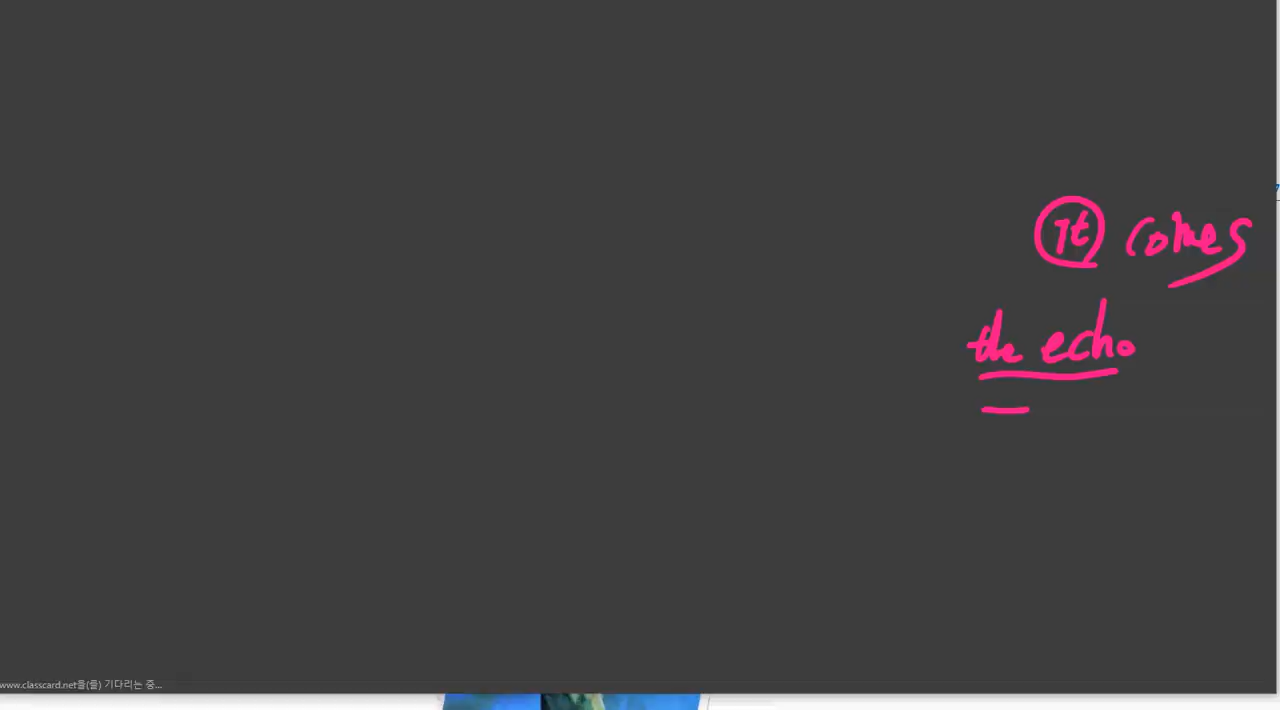 It comes
the echo
www.classcard.net을(를) 기다리는 중...